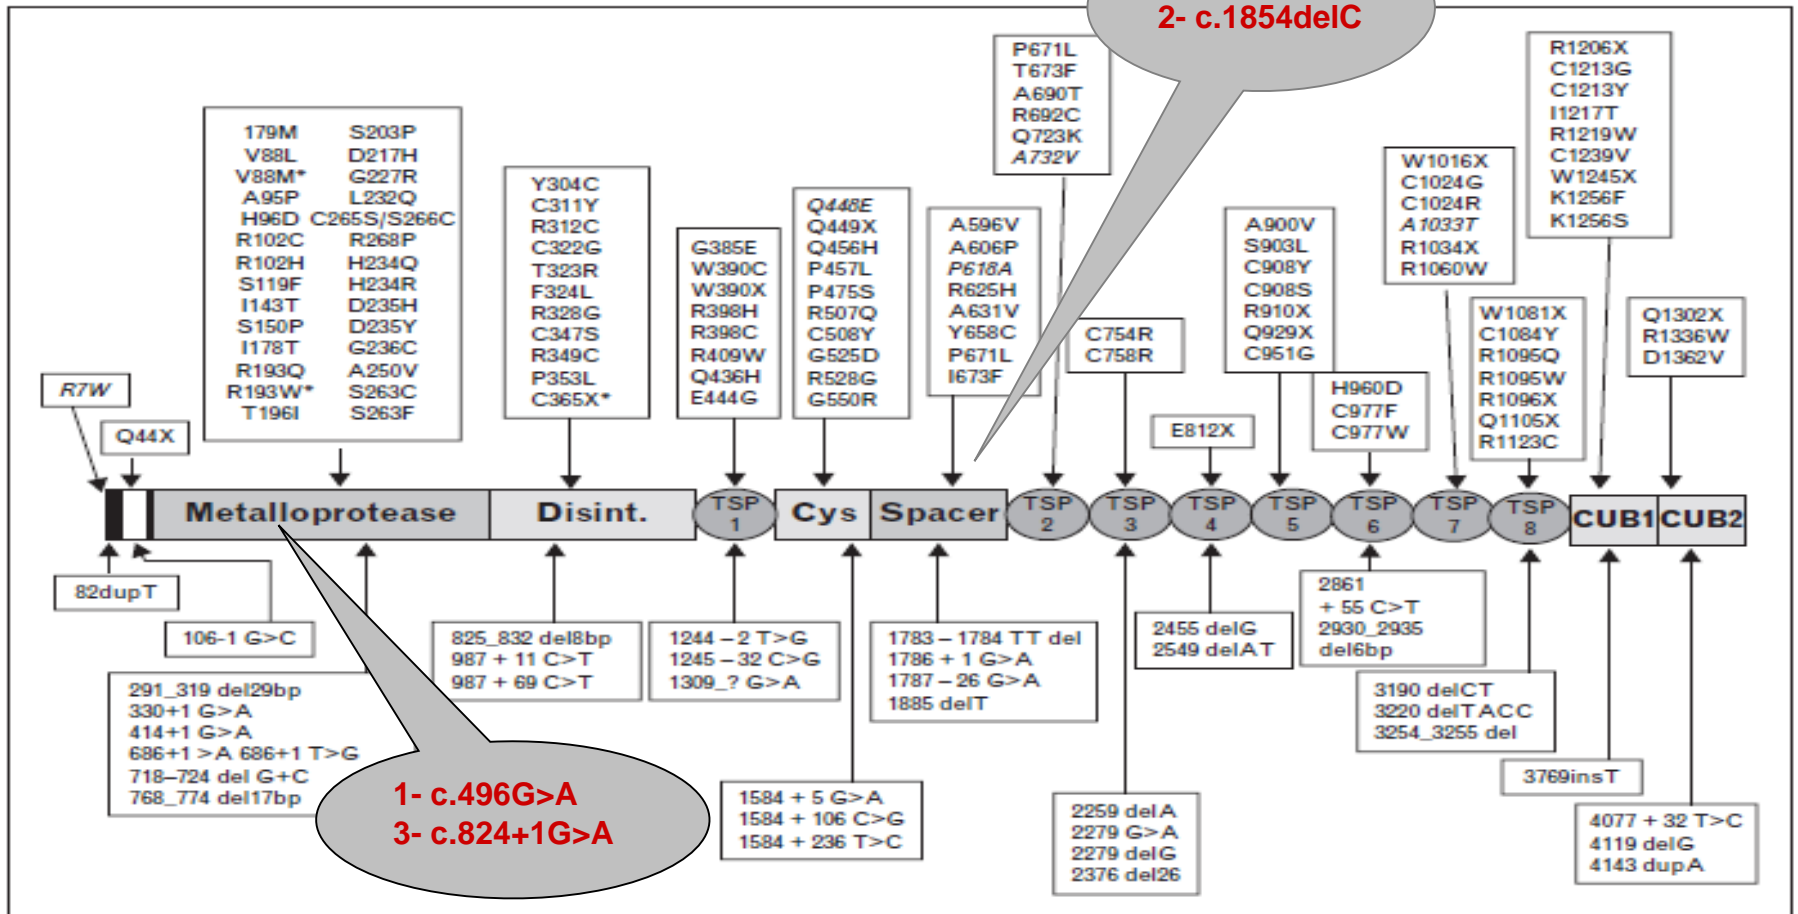 2- c.1854delC
P671L
T673F
A690T
R692C
Q723K
A732V
R1206X
C1213G
C1213Y
I1217T
R1219W
C1239V
W1245X
K1256F
K1256S
179M S203P
V88L D217H
V88M* G227R
A95P L232Q
H96D C265S/S266C
R102C R268P
R102H H234Q
S119F H234R
I143T D235H
S150P D235Y
I178T G236C
R193Q A250V
R193W* S263C
T196I S263F
Y304C
C311Y
R312C
C322G
T323R
F324L
R328G
C347S
R349C
P353L
C365X*
G385E
W390C
W390X
R398H
R398C
R409W
Q436H
E444G
Q448E
Q449X
Q456H
P457L
P475S
R507Q
C508Y
G525D
R528G
G550R
A596V
A606P
P618A
R625H
A631V
Y658C
P671L
I673F
C754R
C758R
A900V
S903L
C908Y
C908S
R910X
Q929X
C951G
W1016X
C1024G
C1024R
A1033T
R1034X
R1060W
Q1302X
R1336W
D1362V
W1081X
C1084Y
R1095Q
R1095W
R1096X
Q1105X
R1123C
H960D
C977F
C977W
E812X
R7W
Q44X
Metalloprotease Disint. TSP 1 Cys Spacer TSP 2 TSP 3 TSP 4 TSP 5 TSP 6 TSP 7 TSP 8 CUB1 CUB2
82dupT
106-1 G>C
291_319 del29bp
330+1 G>A
414+1 G>A
686+1 >A 686+1 T>G
718–724 del G+C
768_774 del17bp
825_832 del8bp
987 + 11 C>T
987 + 69 C>T
1244 – 2 T>G
1245 – 32 C>G
1309_? G>A
1783 – 1784 TT del
1786 + 1 G>A
1787 – 26 G>A
1885 delT
2455 delG
2549 delAT
2861
+ 55 C>T
2930_2935
del6bp
3190 delCT
3220 delTACC
3254_3255 del
3769insT
1- c.496G>A
3- c.824+1G>A
1584 + 5 G>A
1584 + 106 C>G
1584 + 236 T>C
2259 delA
2279 G>A
2279 delG
2376 del26
4077 + 32 T>C
4119 delG
4143 dupA